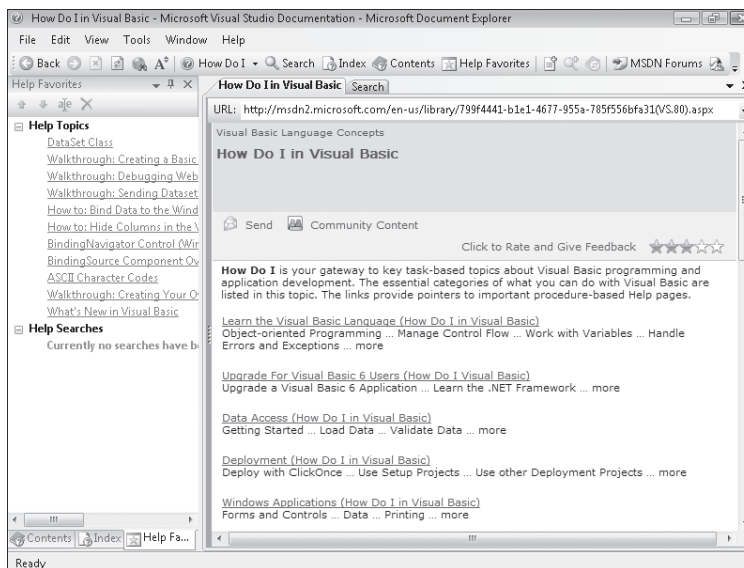 How Do I in Visual Basic - Microsoft Visual Studio Documentation - Microsoft Document Explorer
File Edit View Tools Window Help
Back How Do I Search Index Contents Help Favorites MSDN Forums
Help Favorites
How Do I in Visual Basic Search
URL: http://msdn2.microsoft.com/en-us/library/799f4441-b1e1-4677-955a-785f556bfa31(VS.80).aspx
Help Topics
DataSet Class
Walkthrough: Creating a Basic
Walkthrough: Debugging Web
Walkthrough: Sending Dataset
How to: Bind Data to the Wind
How to: Hide Columns in the
BindingNavigator Control (Wir
BindingSource Component Ov
ASCII Character Codes
Walkthrough: Creating Your O
What's New in Visual Basic
Help Searches
Currently no searches have b
Visual Basic Language Concepts
How Do I in Visual Basic
Send Community Content
Click to Rate and Give Feedback
How Do I is your gateway to key task-based topics about Visual Basic programming and
application development. The essential categories of what you can do with Visual Basic are
listed in this topic. The links provide pointers to important procedure-based Help pages.
Learn the Visual Basic Language (How Do I in Visual Basic)
Object-oriented Programming ... Manage Control Flow ... Work with Variables ... Handle
Errors and Exceptions ... more
Upgrade For Visual Basic 6 Users (How Do I Visual Basic)
Upgrade a Visual Basic 6 Application ... Learn the .NET Framework ... more
Data Access (How Do I in Visual Basic)
Getting Started ... Load Data ... Validate Data ... more
Deployment (How Do I in Visual Basic)
Deploy with ClickOnce ... Use Setup Projects ... Use other Deployment Projects ... more
Windows Applications (How Do I in Visual Basic)
Forms and Controls ... Data ... Printing ... more
Contents Index Help Fa...
Ready